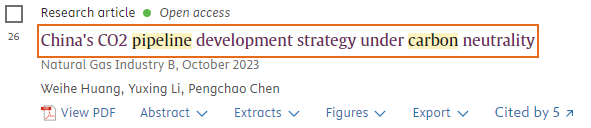 Research article ● Open access
26
China's CO2 pipeline development strategy under carbon neutrality
Natural Gas Industry B, October 2023
Weihe Huang, Yuxing Li, Pengchao Chen
View PDF Abstract Extracts Figures Export Cited by 5 ↗